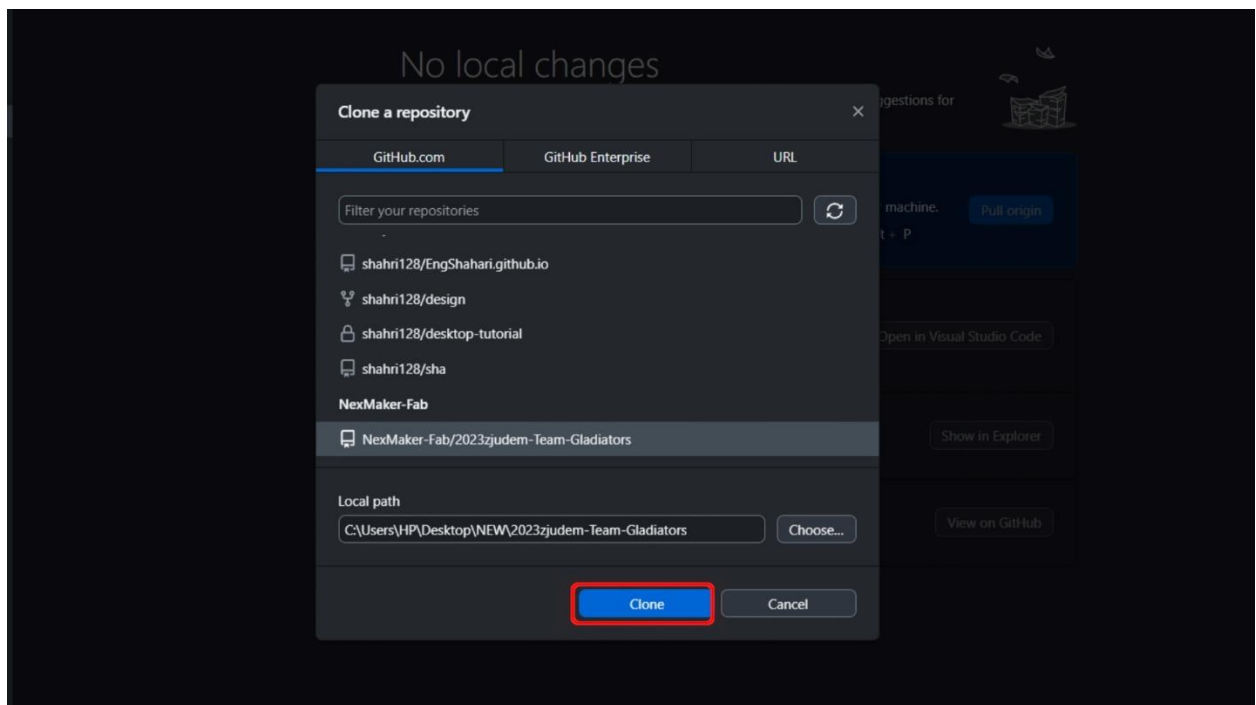 No local changes
ggestions for
Clone a repository
GitHub.com
GitHub Enterprise
URL
Filter your repositories
machine.
Pull origin
t + P
shahri128/EngShahari.github.io
shahri128/design
shahri128/desktop-tutorial
Open in Visual Studio Code
shahri128/sha
NexMaker-Fab
NexMaker-Fab/2023zjudem-Team-Gladiators
Show in Explorer
Local path
C:\Users\HP\Desktop\NEW\2023zjudem-Team-Gladiators
Choose...
View on GitHub
Clone
Cancel